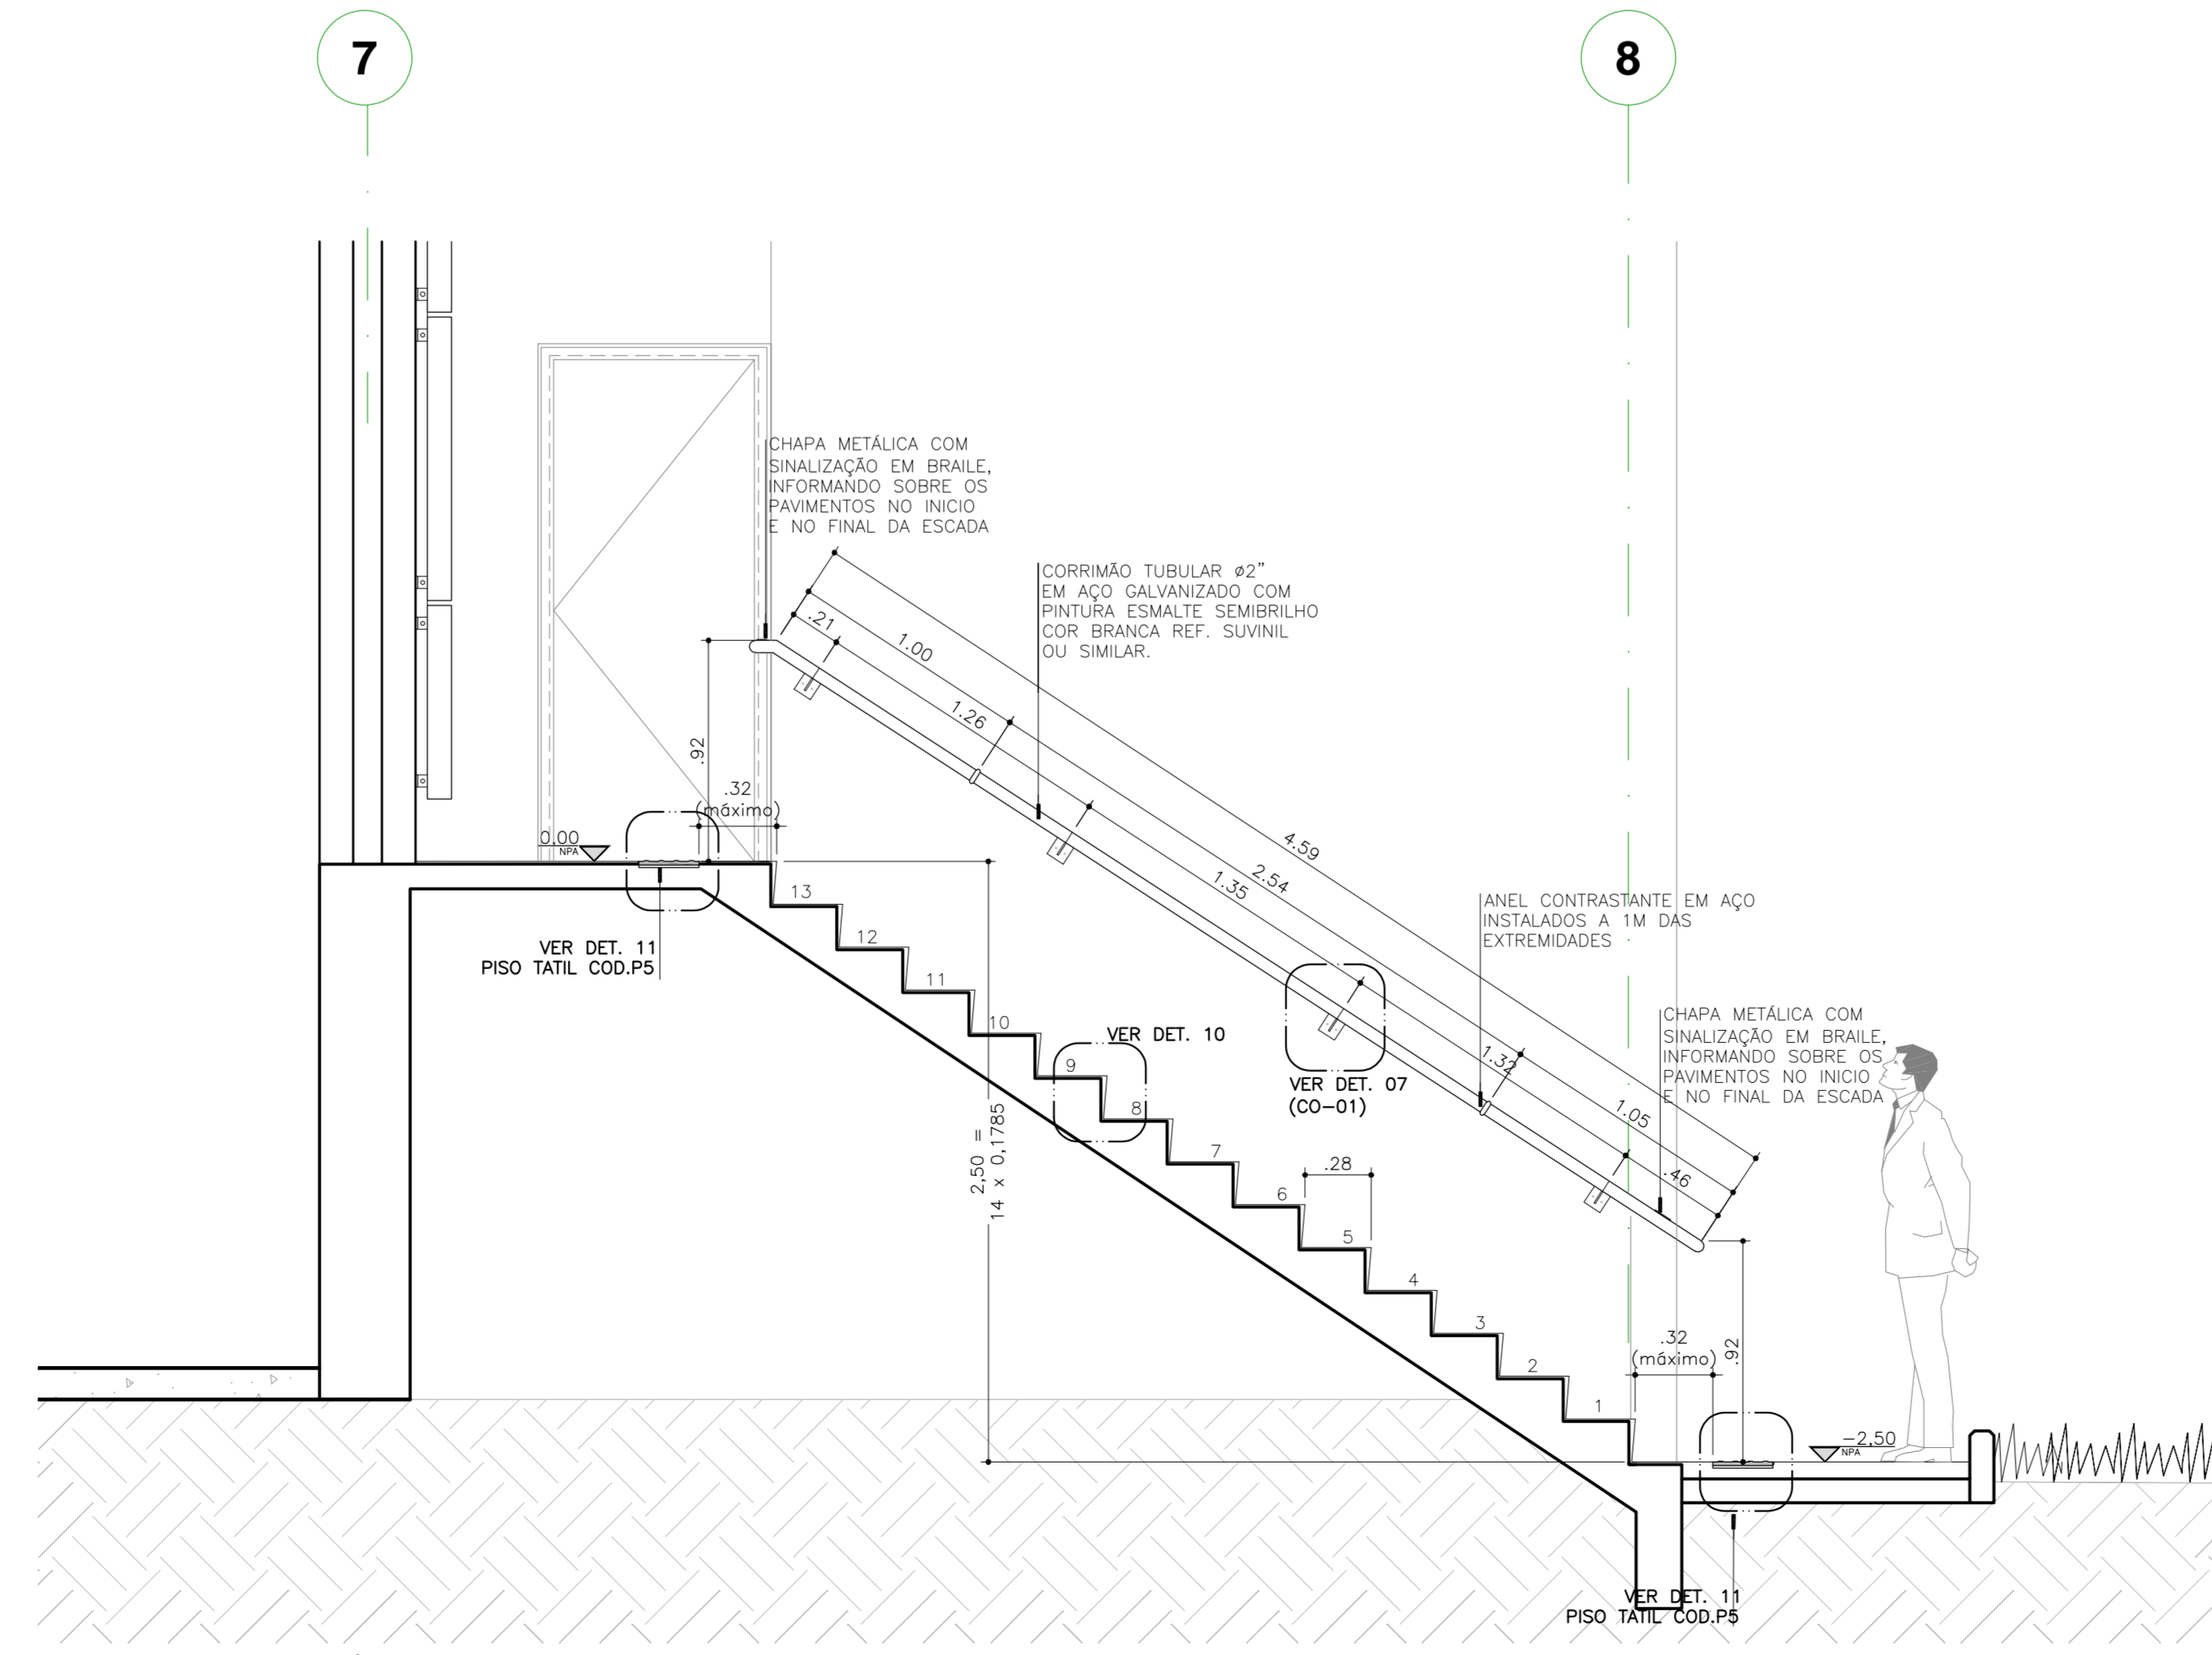 7
8
CHAPA METÁLICA COM
SINALIZAÇÃO EM BRAILE,
INFORMANDO SOBRE OS
PAVIMENTOS NO INICIO
E NO FINAL DA ESCADA
CORRIMÃO TUBULAR ø2”
EM AÇO GALVANIZADO COM
PINTURA ESMALTE SEMIBRILHO
COR BRANCA REF. SUVINIL
OU SIMILAR.
.21
1.00
1.26
.92
.32
(máximo)
4.59
2.54
1.35
0,00
NPA
13
12
11
10
9
8
7
6
5
4
3
2
1
VER DET. 11
PISO TATIL COD.P5
ANEL CONTRASTANTE EM AÇO
INSTALADOS A 1M DAS
EXTREMIDADES
VER DET. 10
VER DET. 07
(CO-01)
1.32
CHAPA METÁLICA COM
SINALIZAÇÃO EM BRAILE,
INFORMANDO SOBRE OS
PAVIMENTOS NO INICIO
E NO FINAL DA ESCADA
1.05
.46
2,50 =
14 x 0,1785
.28
.32
(máximo)
.92
-2,50
NPA
VER DET. 11
PISO TATIL COD.P5